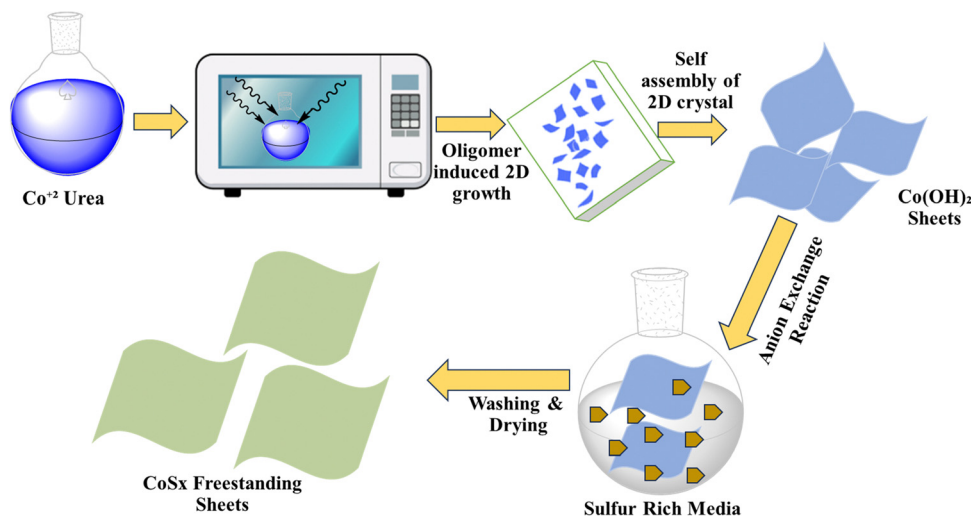 Co⁺² Urea
Oligomer
induced 2D
growth
Self
assembly of
2D crystal
Co(OH)₂
Sheets
Anion Exchange
Reaction
Sulfur Rich Media
Washing &
Drying
CoSx Freestanding
Sheets